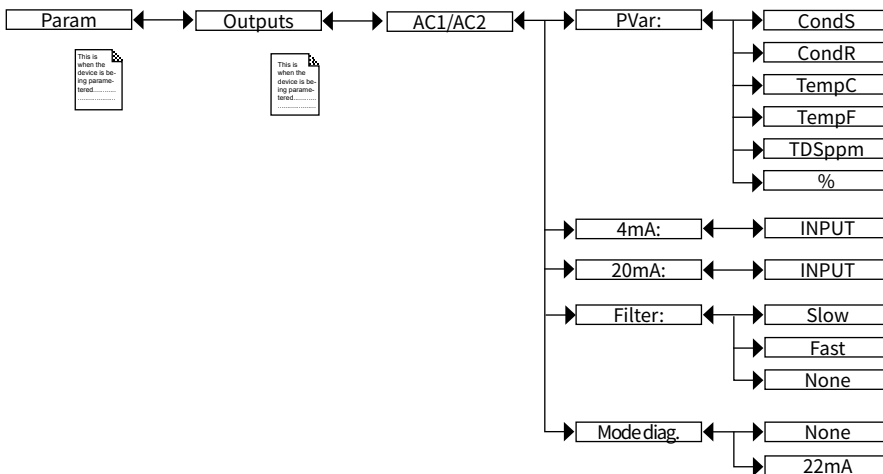 Param
Outputs
AC1/AC2
PVar:
CondS
CondR
TempC
TempF
TDSppm
%
4mA:
INPUT
20mA:
INPUT
Filter:
Slow
Fast
None
Mode diag.
None
22mA
This is
when the
device is be-
ing parame-
tered............
....................
This is
when the
device is be-
ing parame-
tered............
....................